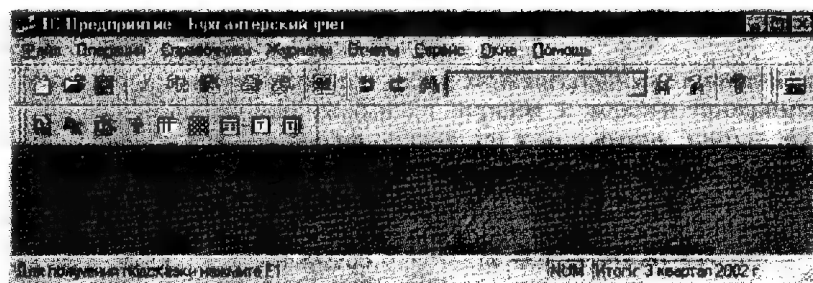 1С:Предприятие - Бухгалтерский учет
Файл Операции Справочники Журналы Отчеты Сервис Окно Помощь
Для получения подсказки нажмите F1 NUM Итоги: 3 квартал 2002 г.